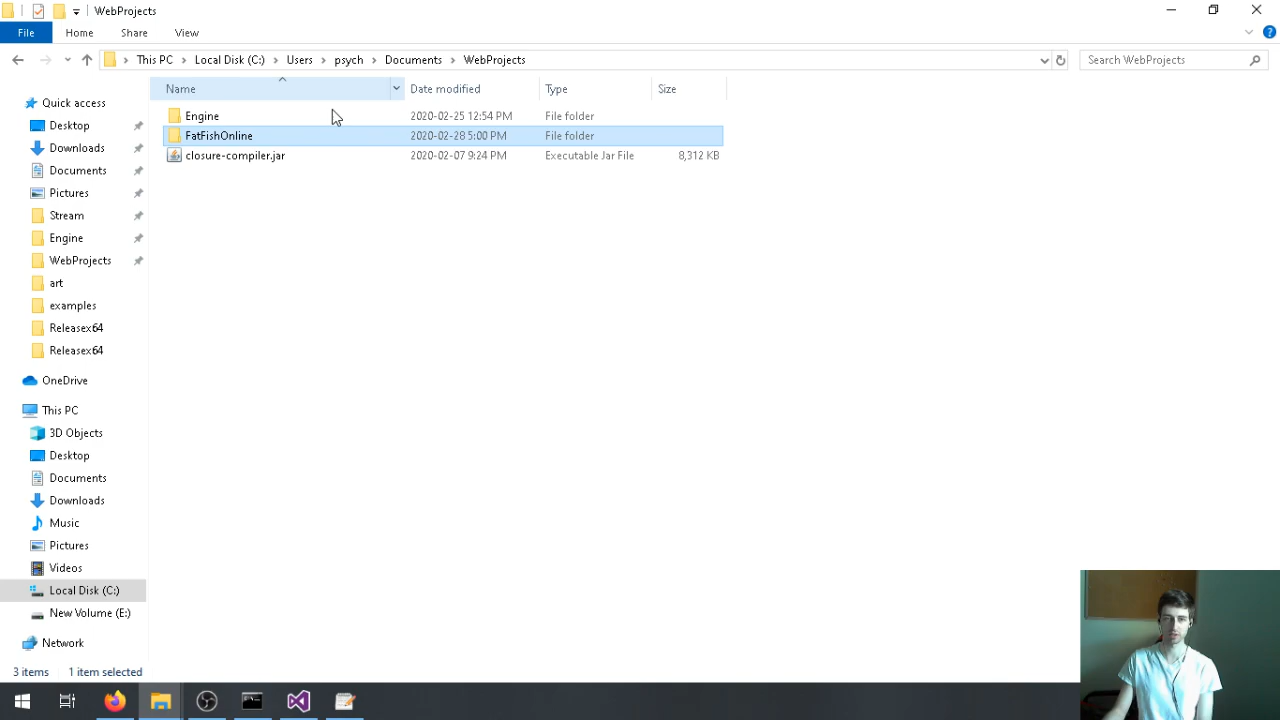 WebProjects
File Home Share View
This PC Local Disk (C:) Users psych Documents WebProjects Search WebProjects
Name Date modified Type Size
Engine 2020-02-25 12:54 PM File folder
FatFishOnline 2020-02-28 5:00 PM File folder
closure-compiler.jar 2020-02-07 9:24 PM Executable Jar File 8,312 KB
Quick access
Desktop
Downloads
Documents
Pictures
Stream
Engine
WebProjects
art
examples
Releasex64
Releasex64
OneDrive
This PC
3D Objects
Desktop
Documents
Downloads
Music
Pictures
Videos
Local Disk (C:)
New Volume (E:)
Network
3 items 1 item selected